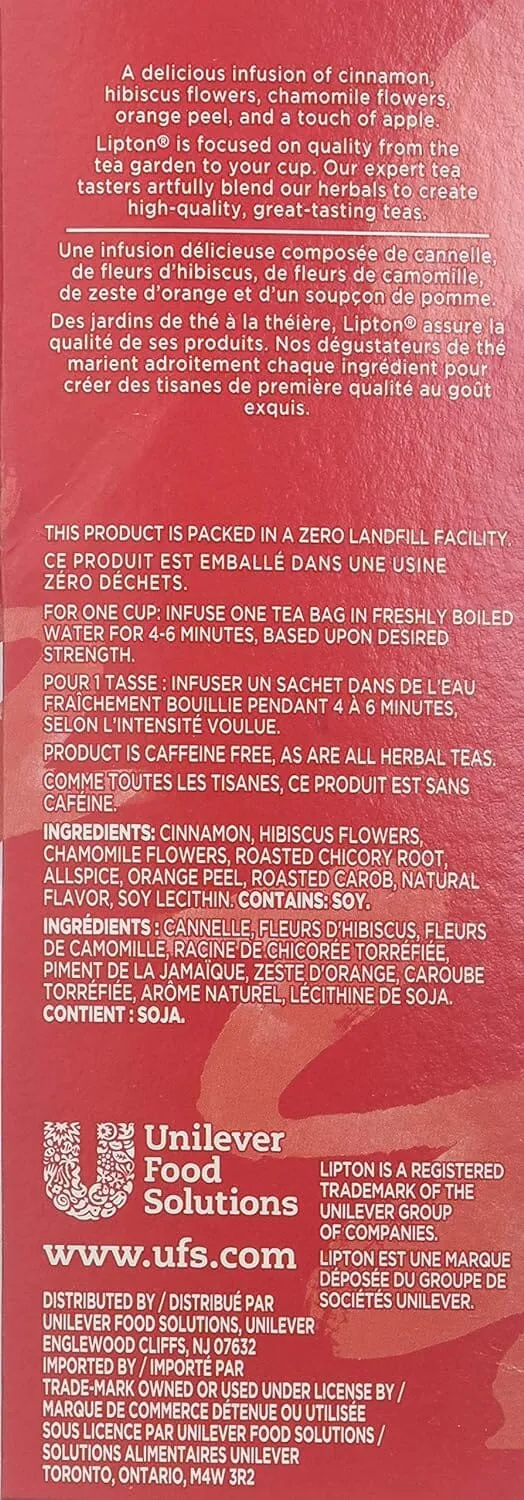 A delicious infusion of cinnamon,
hibiscus flowers, chamomile flowers,
orange peel, and a touch of apple.
Lipton® is focused on quality from the
tea garden to your cup. Our expert tea
tasters artfully blend our herbals to create
high-quality, great-tasting teas.
Une infusion délicieuse composée de cannelle,
de fleurs d'hibiscus, de fleurs de camomille,
de zeste d'orange et d'un soupçon de pomme.
Des jardins de thé à la théière, Lipton® assure la
qualité de ses produits. Nos dégustateurs de thé
marient adroitement chaque ingrédient pour
créer des tisanes de première qualité au goût
exquis.
THIS PRODUCT IS PACKED IN A ZERO LANDFILL FACILITY.
CE PRODUIT EST EMBALLÉ DANS UNE USINE
ZÉRO DÉCHETS.
FOR ONE CUP: INFUSE ONE TEA BAG IN FRESHLY BOILED
WATER FOR 4-6 MINUTES, BASED UPON DESIRED
STRENGTH.
POUR 1 TASSE : INFUSER UN SACHET DANS DE L'EAU
FRAÎCHEMENT BOUILLIE PENDANT 4 À 6 MINUTES,
SELON L'INTENSITÉ VOULUE.
PRODUCT IS CAFFEINE FREE, AS ARE ALL HERBAL TEAS.
COMME TOUTES LES TISANES, CE PRODUIT EST SANS
CAFÉINE.
INGREDIENTS: CINNAMON, HIBISCUS FLOWERS,
CHAMOMILE FLOWERS, ROASTED CHICORY ROOT,
ALLSPICE, ORANGE PEEL, ROASTED CAROB, NATURAL
FLAVOR, SOY LECITHIN. CONTAINS: SOY.
INGRÉDIENTS : CANNELLE, FLEURS D'HIBISCUS, FLEURS
DE CAMOMILLE, RACINE DE CHICORÉE TORRÉFIÉE,
PIMENT DE LA JAMAÏQUE, ZESTE D'ORANGE, CAROUBE
TORRÉFIÉE, ARÔME NATUREL, LÉCITHINE DE SOJA.
CONTIENT : SOJA.
Unilever
Food
Solutions
www.ufs.com
LIPTON IS A REGISTERED
TRADEMARK OF THE
UNILEVER GROUP
OF COMPANIES.
LIPTON EST UNE MARQUE
DÉPOSÉE DU GROUPE DE
SOCIÉTÉS UNILEVER.
DISTRIBUTED BY / DISTRIBUÉ PAR
UNILEVER FOOD SOLUTIONS, UNILEVER
ENGLEWOOD CLIFFS, NJ 07632
IMPORTED BY / IMPORTÉ PAR
TRADE-MARK OWNED OR USED UNDER LICENSE BY /
MARQUE DE COMMERCE DÉTENUE OU UTILISÉE
SOUS LICENCE PAR UNILEVER FOOD SOLUTIONS /
SOLUTIONS ALIMENTAIRES UNILEVER
TORONTO, ONTARIO, M4W 3R2